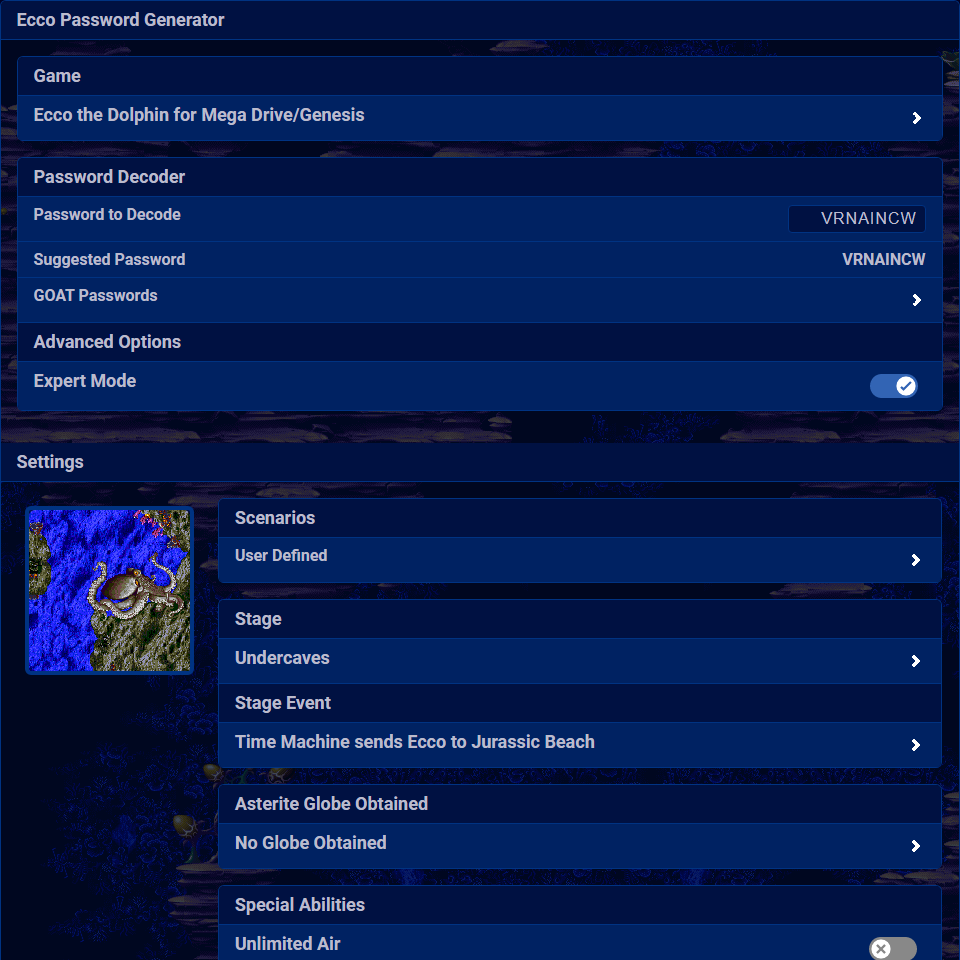 Ecco Password Generator
Game
Ecco the Dolphin for Mega Drive/Genesis
Password Decoder
Password to Decode
VRNAINCW
Suggested Password
VRNAINCW
GOAT Passwords
Advanced Options
Expert Mode
Settings
Scenarios
User Defined
Stage
Undercaves
Stage Event
Time Machine sends Ecco to Jurassic Beach
Asterite Globe Obtained
No Globe Obtained
Special Abilities
Unlimited Air